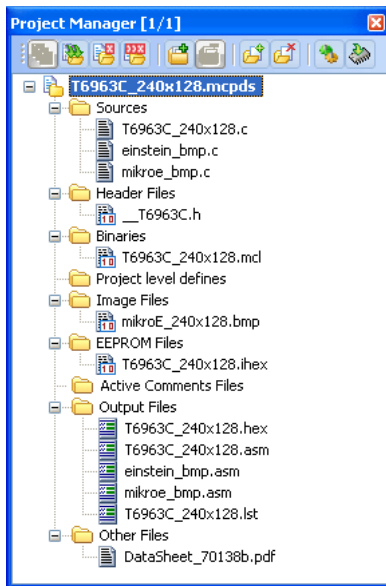 Project Manager [1/1]
T6963C_240x128.mcpds
Sources
T6963C_240x128.c
einstein_bmp.c
mikroe_bmp.c
Header Files
__T6963C.h
Binaries
T6963C_240x128.mcl
Project level defines
Image Files
mikroE_240x128.bmp
EEPROM Files
T6963C_240x128.ihex
Active Comments Files
Output Files
T6963C_240x128.hex
T6963C_240x128.asm
einstein_bmp.asm
mikroe_bmp.asm
T6963C_240x128.lst
Other Files
DataSheet_70138b.pdf